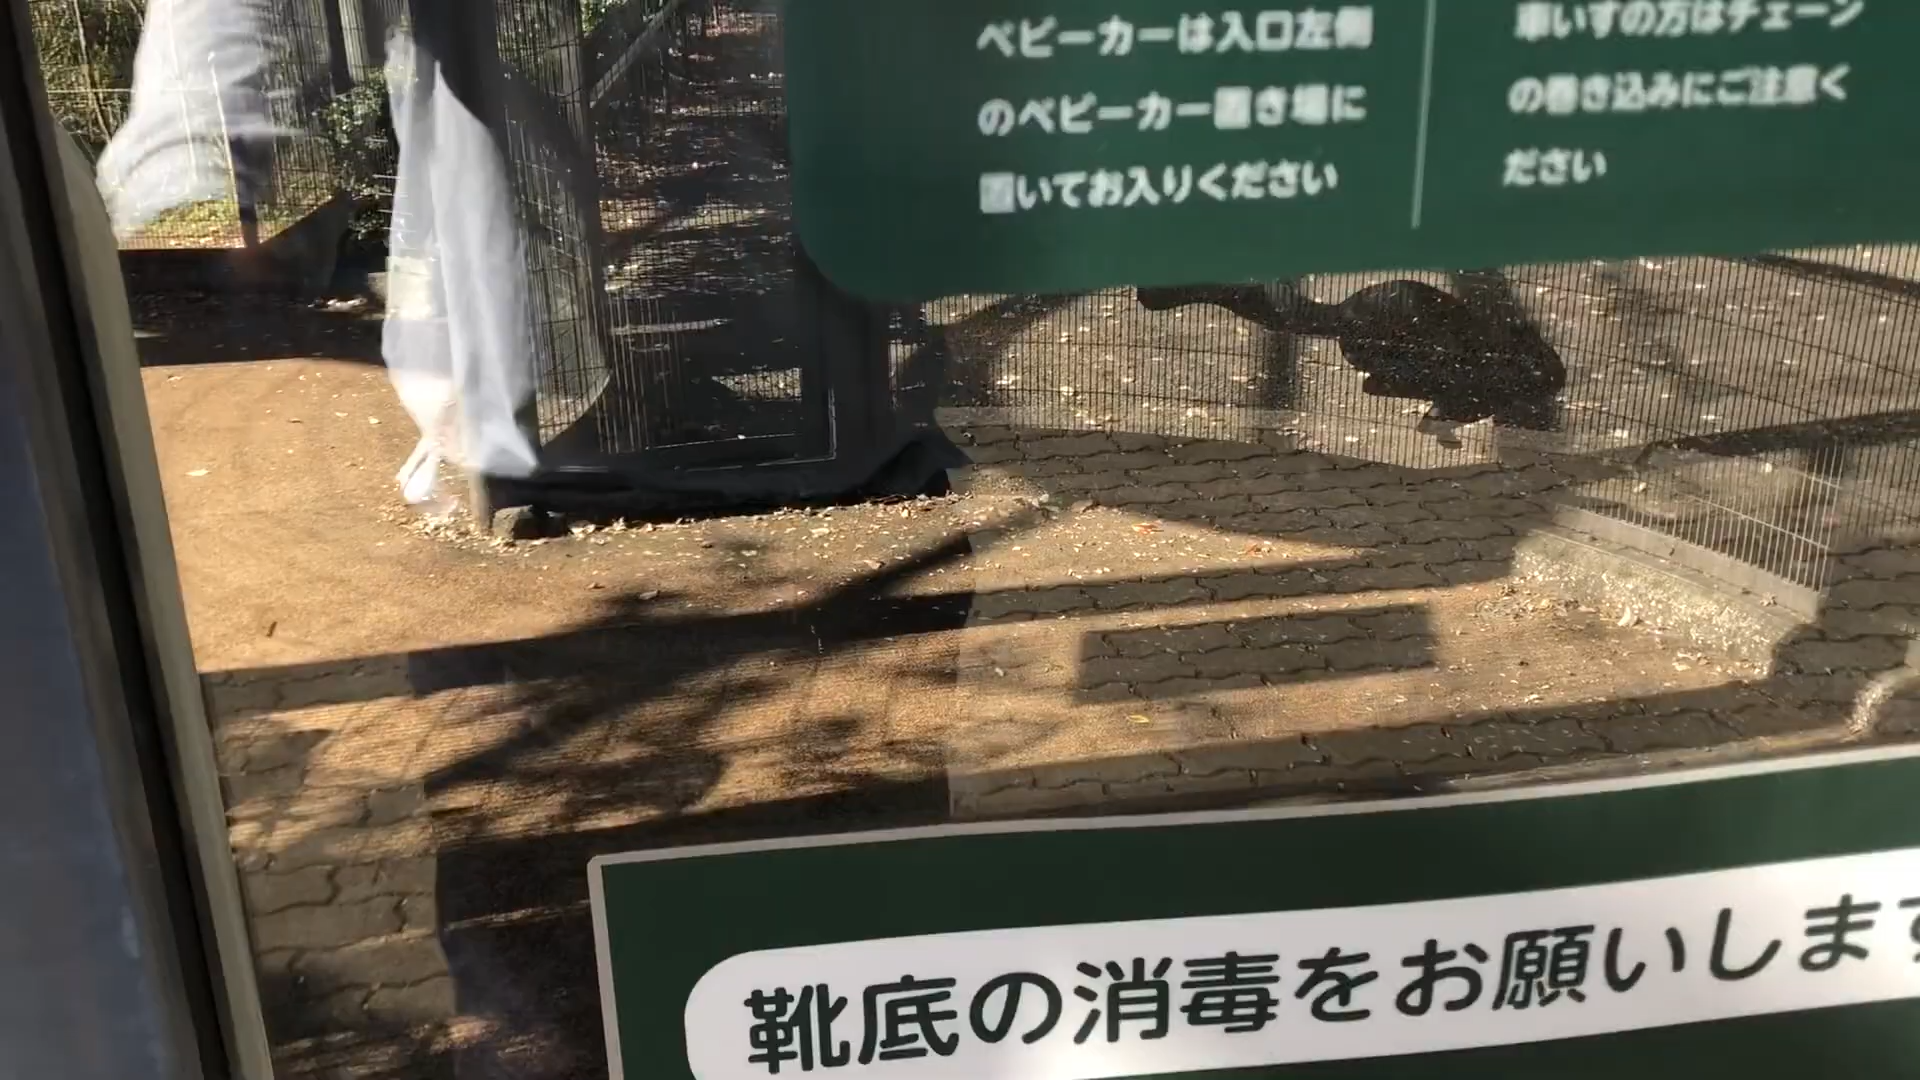 ベビーカーは入口左側
のベビーカー置き場に
置いてお入りください
車いすの方はチェーン
の巻き込みにご注意く
ださい
靴底の消毒をお願いします